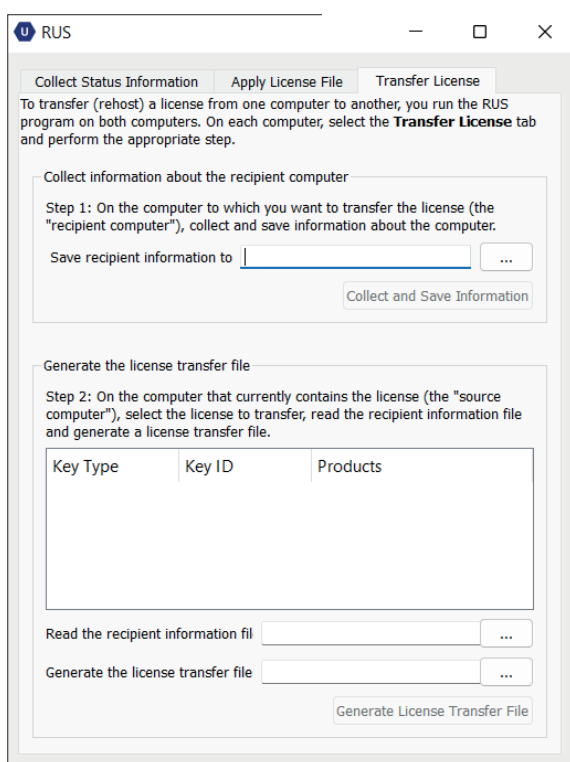 U RUS
Collect Status Information Apply License File Transfer License
To transfer (rehost) a license from one computer to another, you run the RUS
program on both computers. On each computer, select the Transfer License tab
and perform the appropriate step.
Collect information about the recipient computer
Step 1: On the computer to which you want to transfer the license (the
"recipient computer"), collect and save information about the computer.
Save recipient information to ...
Collect and Save Information
Generate the license transfer file
Step 2: On the computer that currently contains the license (the "source
computer"), select the license to transfer, read the recipient information file
and generate a license transfer file.
Key Type Key ID Products
Read the recipient information fil ...
Generate the license transfer file ...
Generate License Transfer File